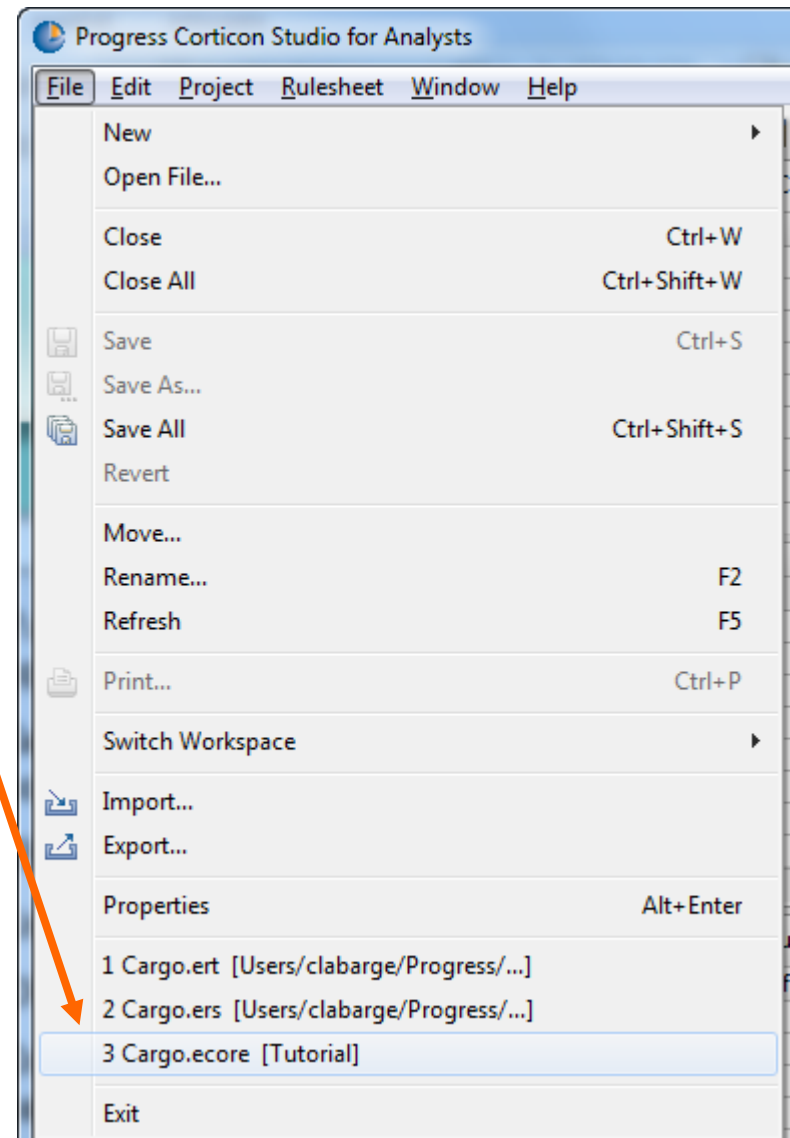 Progress Corticon Studio for Analysts
File Edit Project Rulesheet Window Help
New
Open File...
Close Ctrl+W
Close All Ctrl+Shift+W
Save Ctrl+S
Save As...
Save All Ctrl+Shift+S
Revert
Move...
Rename... F2
Refresh F5
Print... Ctrl+P
Switch Workspace
Import...
Export...
Properties Alt+Enter
1 Cargo.ert [Users/clabarge/Progress/...]
2 Cargo.ers [Users/clabarge/Progress/...]
3 Cargo.ecore [Tutorial]
Exit